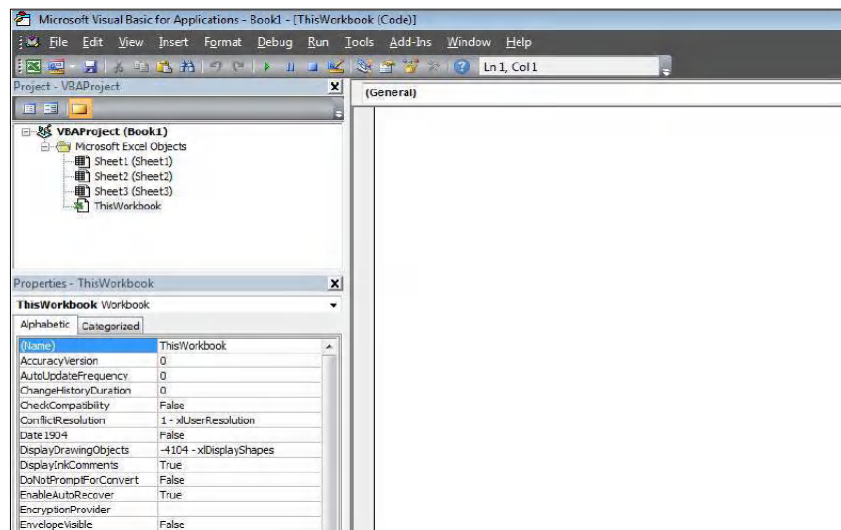 Microsoft Visual Basic for Applications - Book1 - [ThisWorkbook (Code)]
File Edit View Insert Format Debug Run Tools Add-Ins Window Help
Ln 1, Col 1
Project - VBAProject
(General)
VBAProject (Book1)
Microsoft Excel Objects
Sheet1 (Sheet1)
Sheet2 (Sheet2)
Sheet3 (Sheet3)
ThisWorkbook
Properties - ThisWorkbook
ThisWorkbook Workbook
Alphabetic Categorized
(Name) ThisWorkbook
AccuracyVersion 0
AutoUpdateFrequency 0
ChangeHistoryDuration 0
CheckCompatibility False
ConflictResolution 1 - xlUserResolution
Date1904 False
DisplayDrawingObjects -4104 - xlDisplayShapes
DisplayInkComments True
DoNotPromptForConvert False
EnableAutoRecover True
EncryptionProvider
EnvelopeVisible False